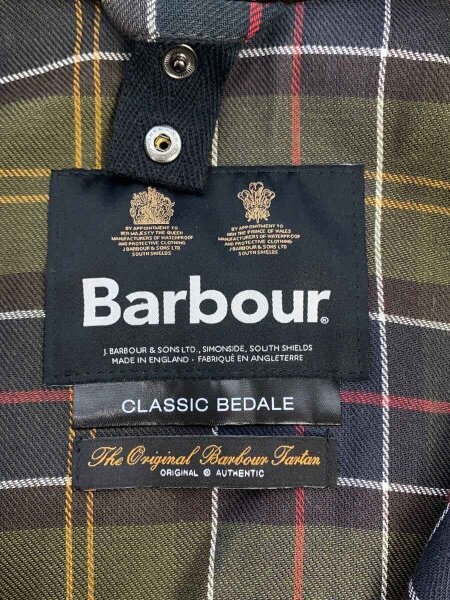 BY APPOINTMENT TO
HER MAJESTY THE QUEEN
MANUFACTURERS OF WATERPROOF
AND PROTECTIVE CLOTHING
J BARBOUR & SONS LTD
SOUTH SHIELDS
BY APPOINTMENT TO
HRH THE PRINCE OF WALES
MANUFACTURERS OF WATERPROOF
AND PROTECTIVE CLOTHING
J BARBOUR & SONS LTD
SOUTH SHIELDS
Barbour®
J. BARBOUR & SONS LTD., SIMONSIDE, SOUTH SHIELDS
MADE IN ENGLAND · FABRIQUÉ EN ANGLETERRE
CLASSIC BEDALE
The Original Barbour Tartan
ORIGINAL © AUTHENTIC